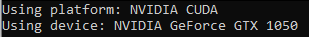 Using platform: NVIDIA CUDA
Using device: NVIDIA GeForce GTX 1050